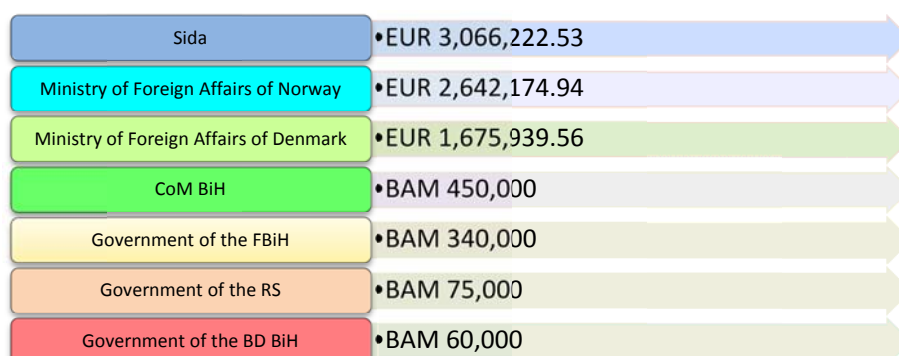 Sida •EUR 3,066,222.53
Ministry of Foreign Affairs of Norway •EUR 2,642,174.94
Ministry of Foreign Affairs of Denmark •EUR 1,675,939.56
CoM BiH •BAM 450,000
Government of the FBiH •BAM 340,000
Government of the RS •BAM 75,000
Government of the BD BiH •BAM 60,000